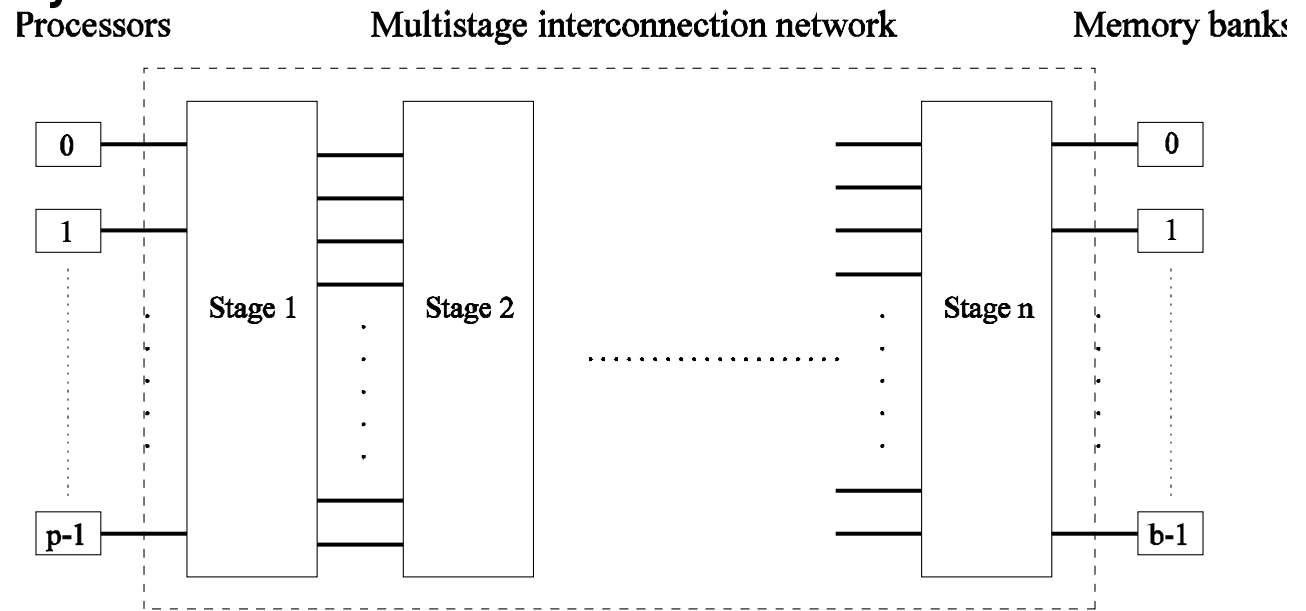 Processors Multistage interconnection network Memory banks
0 0
1 1
Stage 1 Stage 2 Stage n
p-1 b-1